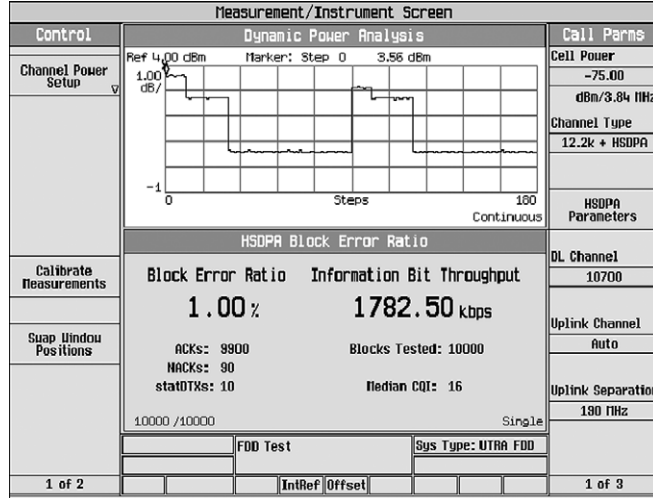 Measurement/Instrument Screen
Control
Channel Power
Setup
Calibrate
Measurements
Swap Window
Positions
1 of 2
Dynamic Power Analysis
Ref 4.00 dBm Marker: Step 0 3.56 dBm
1.00
dB/
-1
0 Steps 180
Continuous
HSDPA Block Error Ratio
Block Error Ratio Information Bit Throughput
1.00 % 1782.50 kbps
ACKs: 9900 Blocks Tested: 10000
NACKs: 90
statDTXs: 10 Median CQI: 16
10000 /10000 Single
FDD Test Sys Type: UTRA FDD
IntRef Offset
Call Parms
Cell Power
-75.00
dBm/3.84 MHz
Channel Type
12.2k + HSDPA
HSDPA
Parameters
DL Channel
10700
Uplink Channel
Auto
Uplink Separation
190 MHz
1 of 3